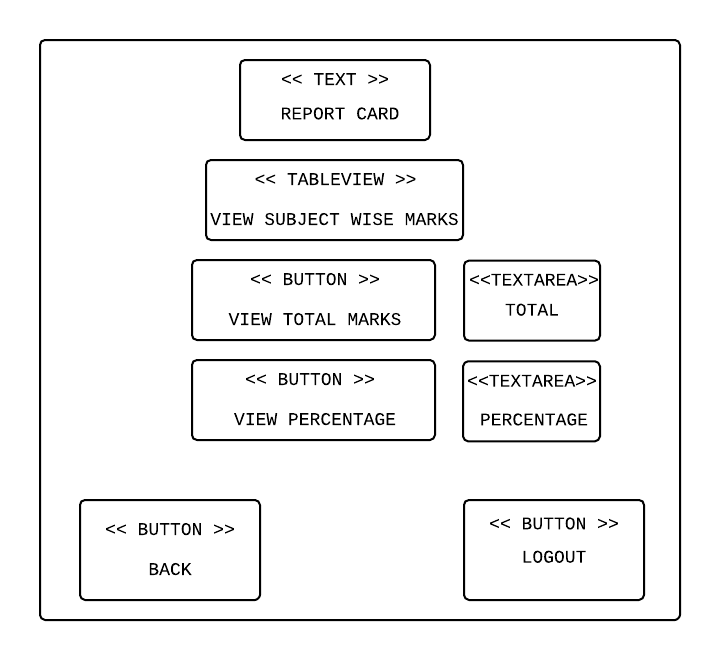 << TEXT >>
REPORT CARD
<< TABLEVIEW >>
VIEW SUBJECT WISE MARKS
<< BUTTON >>
VIEW TOTAL MARKS
<<TEXTAREA>>
TOTAL
<< BUTTON >>
VIEW PERCENTAGE
<<TEXTAREA>>
PERCENTAGE
<< BUTTON >>
BACK
<< BUTTON >>
LOGOUT